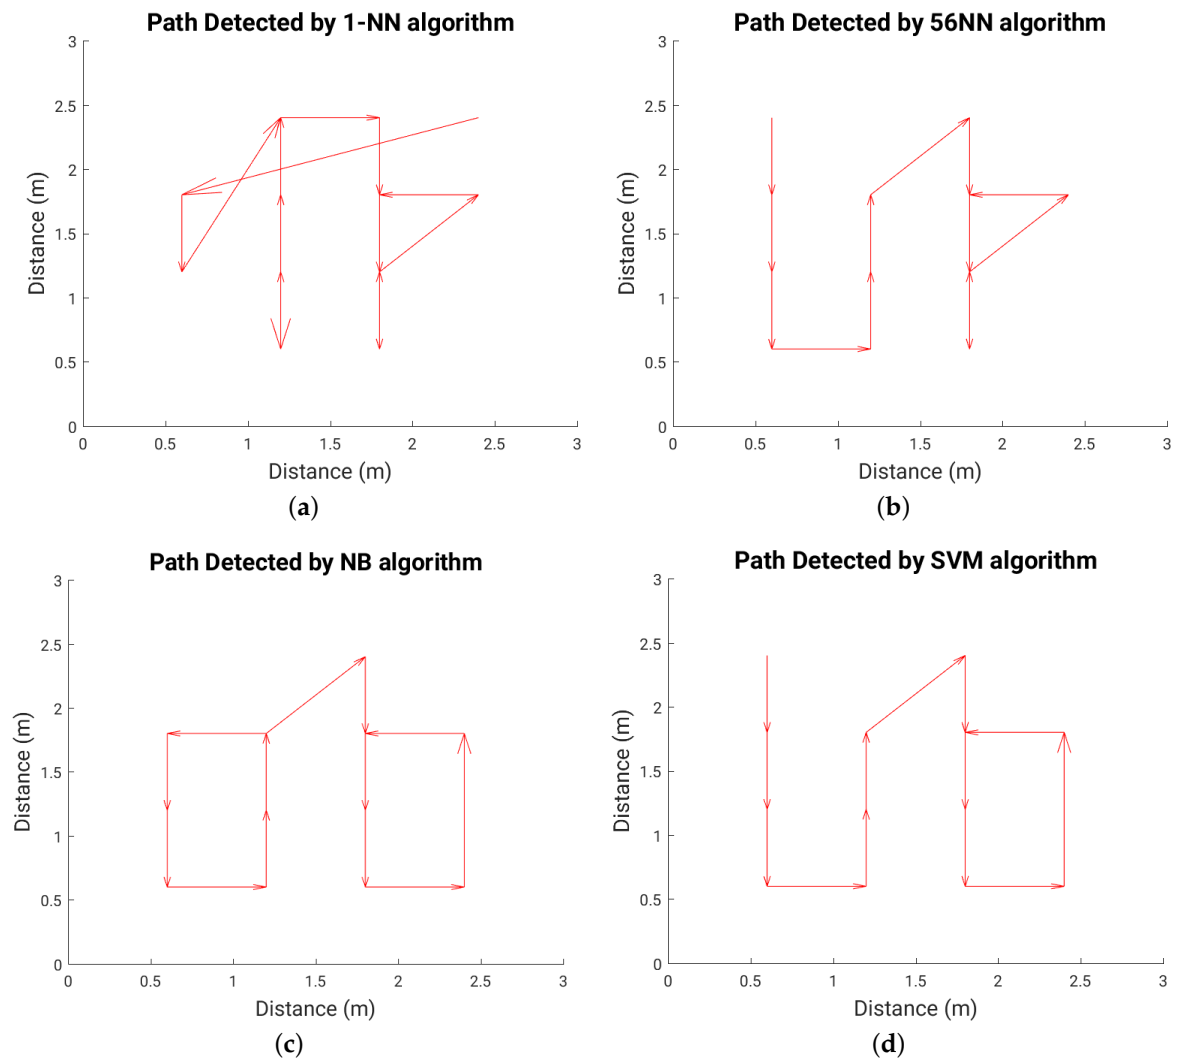 Path Detected by 1-NN algorithm
3
2.5
2
1.5
1
0.5
0
Distance (m)
0 0.5 1 1.5 2 2.5 3
Distance (m)
(a)
Path Detected by 56NN algorithm
3
2.5
2
1.5
1
0.5
0
Distance (m)
0 0.5 1 1.5 2 2.5 3
Distance (m)
(b)
Path Detected by NB algorithm
3
2.5
2
1.5
1
0.5
0
Distance (m)
0 0.5 1 1.5 2 2.5 3
Distance (m)
(c)
Path Detected by SVM algorithm
3
2.5
2
1.5
1
0.5
0
Distance (m)
0 0.5 1 1.5 2 2.5 3
Distance (m)
(d)